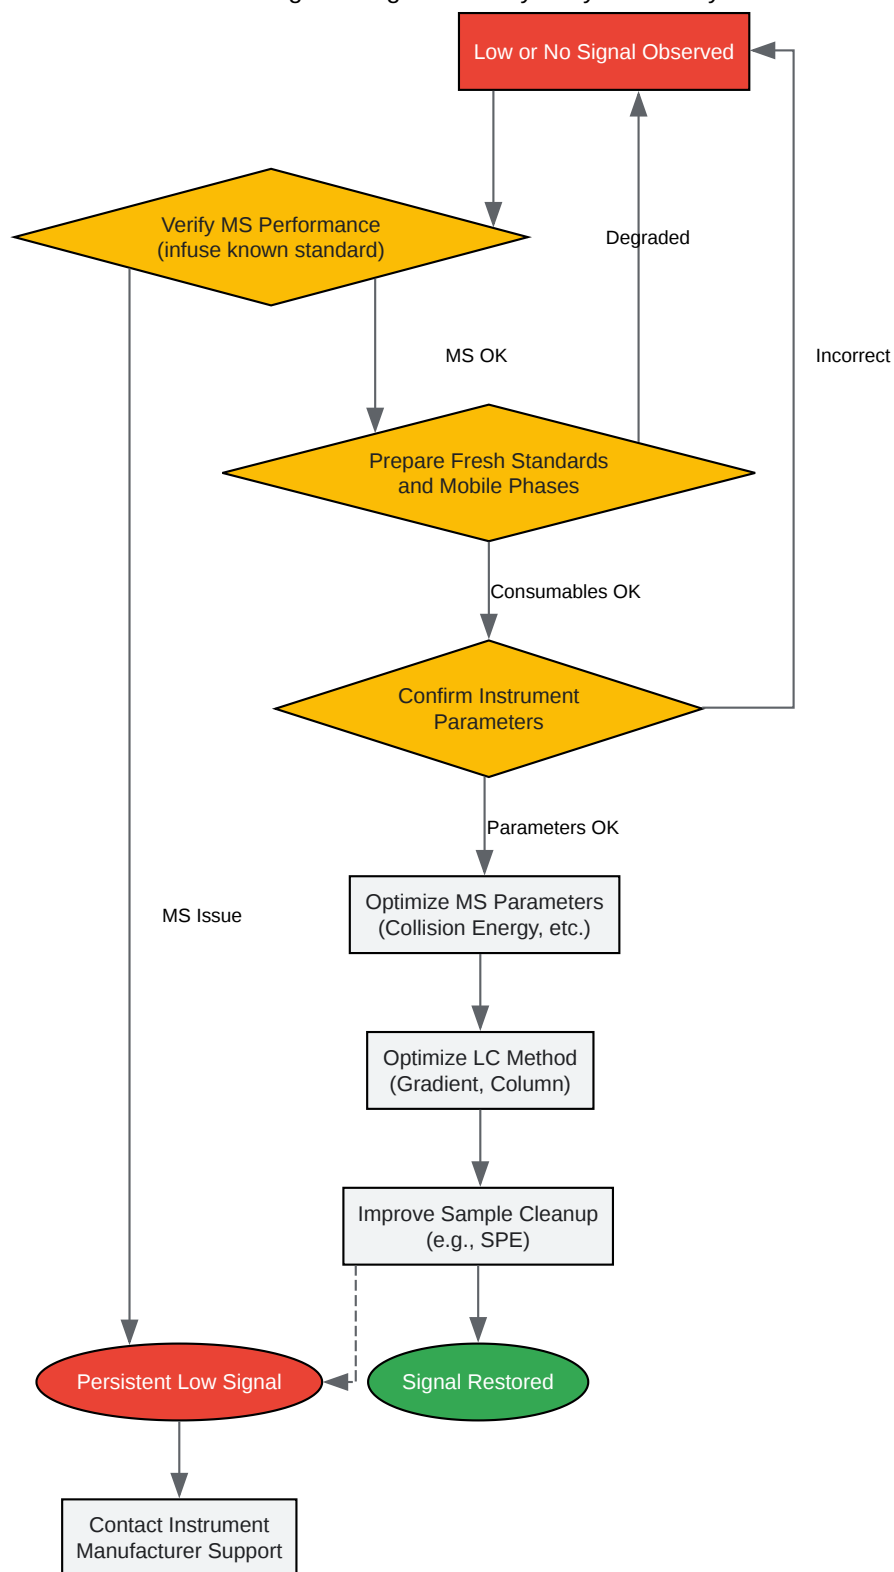 Low or No Signal Observed
Verify MS Performance
(infuse known standard)
Degraded
MS OK
Incorrect
Prepare Fresh Standards
and Mobile Phases
Consumables OK
Confirm Instrument
Parameters
Parameters OK
Optimize MS Parameters
(Collision Energy, etc.)
MS Issue
Optimize LC Method
(Gradient, Column)
Improve Sample Cleanup
(e.g., SPE)
Persistent Low Signal
Signal Restored
Contact Instrument
Manufacturer Support